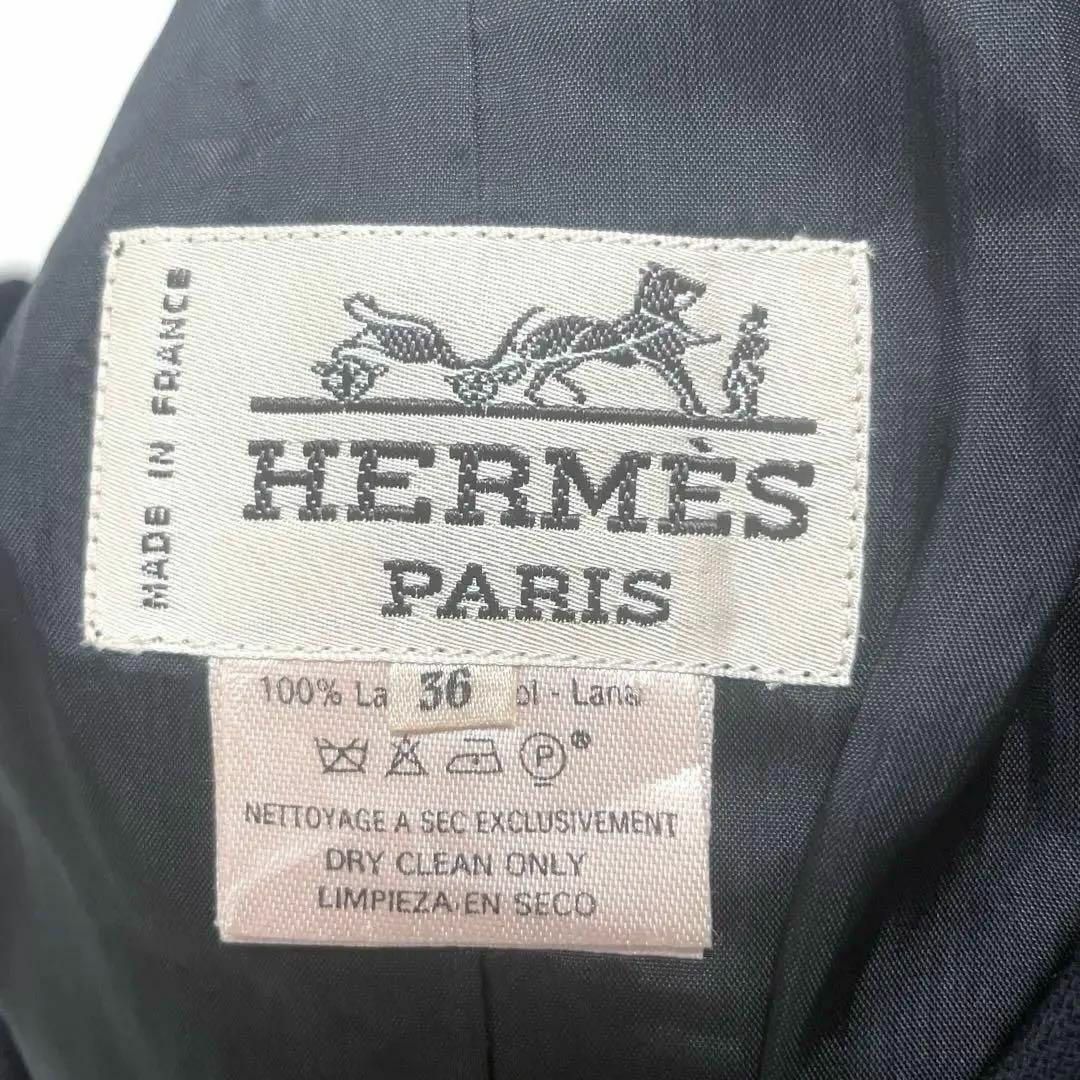 MADE IN FRANCE
HERMÈS
PARIS
36
100% La ol - Lana
P ®
NETTOYAGE A SEC EXCLUSIVEMENT
DRY CLEAN ONLY
LIMPIEZA EN SECO